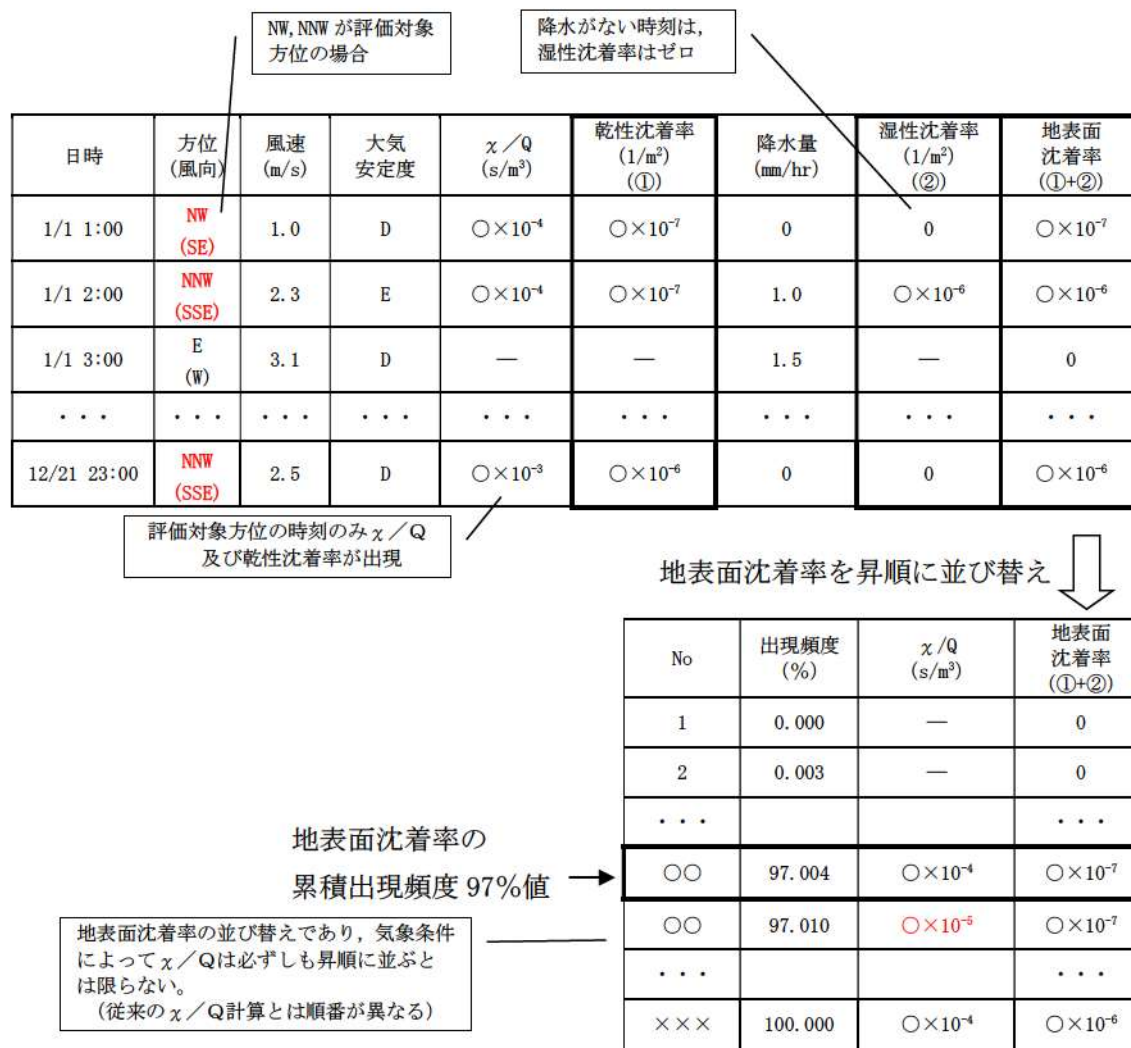 NW,NNW が評価対象
方位の場合
降水がない時刻は,
湿性沈着率はゼロ
日時 方位 (風向) 風速 (m/s) 大気 安定度 χ/Q (s/m³) 乾性沈着率 (1/m²) (①) 降水量 (mm/hr) 湿性沈着率 (1/m²) (②) 地表面 沈着率 (①+②)
1/1 1:00 NW (SE) 1.0 D ○×10⁻⁴ ○×10⁻⁷ 0 0 ○×10⁻⁷
1/1 2:00 NNW (SSE) 2.3 E ○×10⁻⁴ ○×10⁻⁷ 1.0 ○×10⁻⁶ ○×10⁻⁶
1/1 3:00 E (W) 3.1 D — — 1.5 — 0
・・・ ・・・ ・・・ ・・・ ・・・ ・・・ ・・・ ・・・ ・・・
12/21 23:00 NNW (SSE) 2.5 D ○×10⁻³ ○×10⁻⁶ 0 0 ○×10⁻⁶
評価対象方位の時刻のみχ/Q
及び乾性沈着率が出現
地表面沈着率を昇順に並び替え
No 出現頻度 (%) χ/Q (s/m³) 地表面 沈着率 (①+②)
1 0.000 — 0
2 0.003 — 0
・・・ ・・・
地表面沈着率の
累積出現頻度 97%値
○○ 97.004 ○×10⁻⁴ ○×10⁻⁷
○○ 97.010 ○×10⁻⁵ ○×10⁻⁷
・・・ ・・・
××× 100.000 ○×10⁻⁴ ○×10⁻⁶
地表面沈着率の並び替えであり,気象条件
によってχ/Qは必ずしも昇順に並ぶと
は限らない。
(従来のχ/Q計算とは順番が異なる)